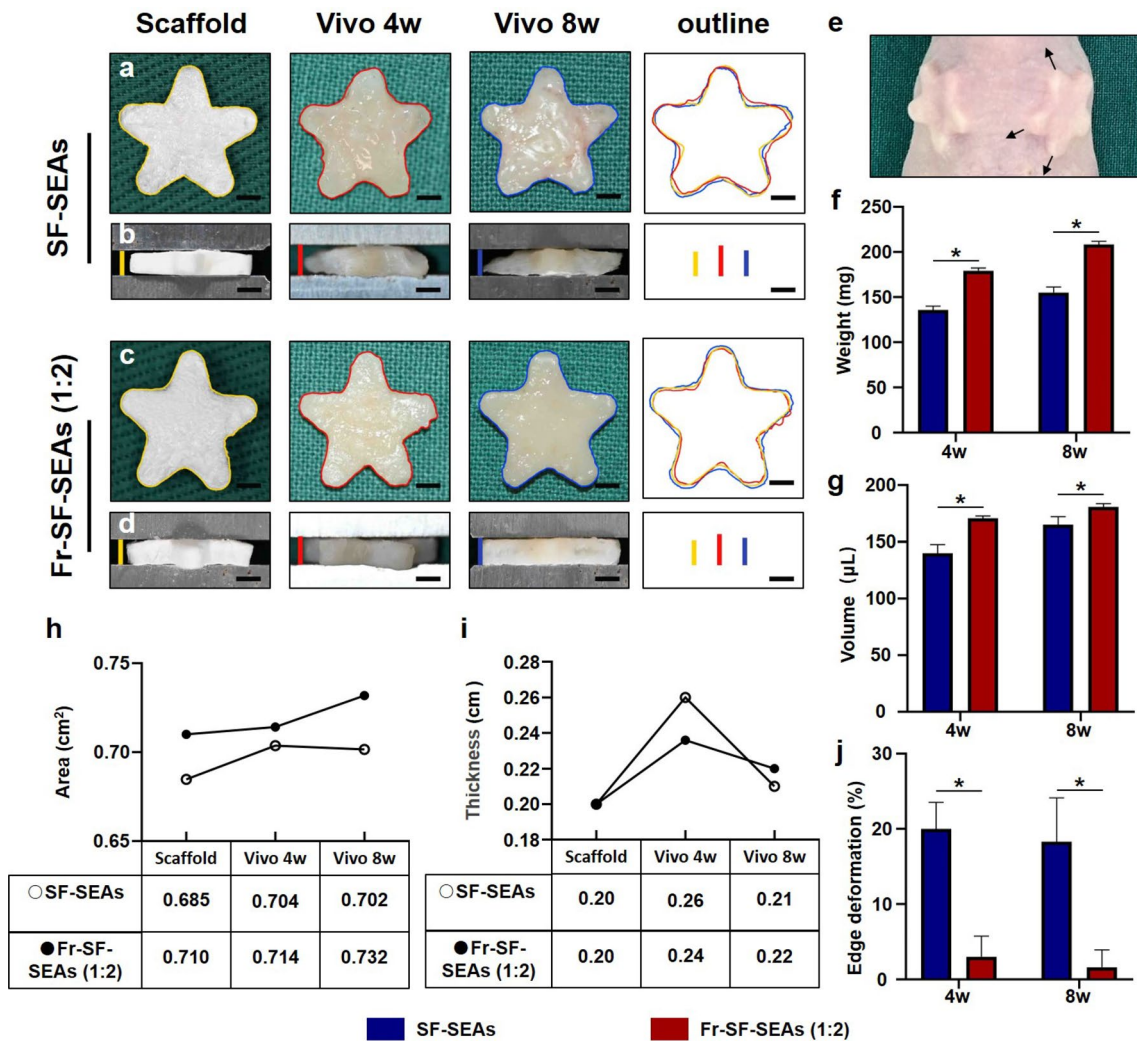 Scaffold Vivo 4w Vivo 8w outline
SF-SEAs
a
b
Fr-SF-SEAs (1:2)
c
d
e
f
Weight (mg)
250
200
150
100
50
0
*
*
4w 8w
g
Volume (µL)
200
150
100
50
0
*
*
4w 8w
h
Area (cm²)
0.75
0.70
0.65
Scaffold Vivo 4w Vivo 8w
SF-SEAs 0.685 0.704 0.702
Fr-SF-
SEAs (1:2) 0.710 0.714 0.732
i
Thickness (cm)
0.28
0.26
0.24
0.22
0.20
0.18
Scaffold Vivo 4w Vivo 8w
SF-SEAs 0.20 0.26 0.21
Fr-SF-
SEAs (1:2) 0.20 0.24 0.22
j
Edge deformation (%)
30
20
10
0
*
*
4w 8w
SF-SEAs Fr-SF-SEAs (1:2)